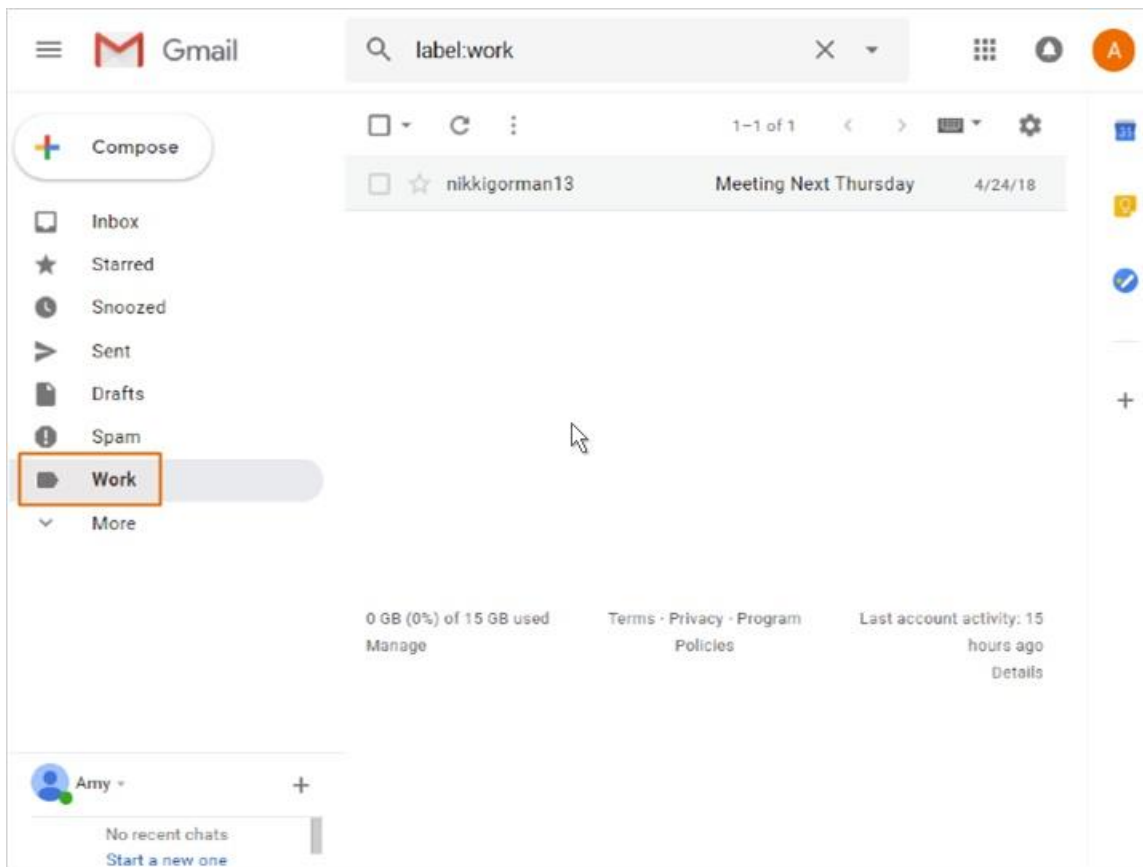 Gmail
label:work
A
Compose
1–1 of 1
31
nikkigorman13 Meeting Next Thursday 4/24/18
Inbox
Starred
Snoozed
Sent
Drafts
Spam
Work
More
0 GB (0%) of 15 GB used
Manage
Terms · Privacy · Program
Policies
Last account activity: 15
hours ago
Details
Amy
No recent chats
Start a new one